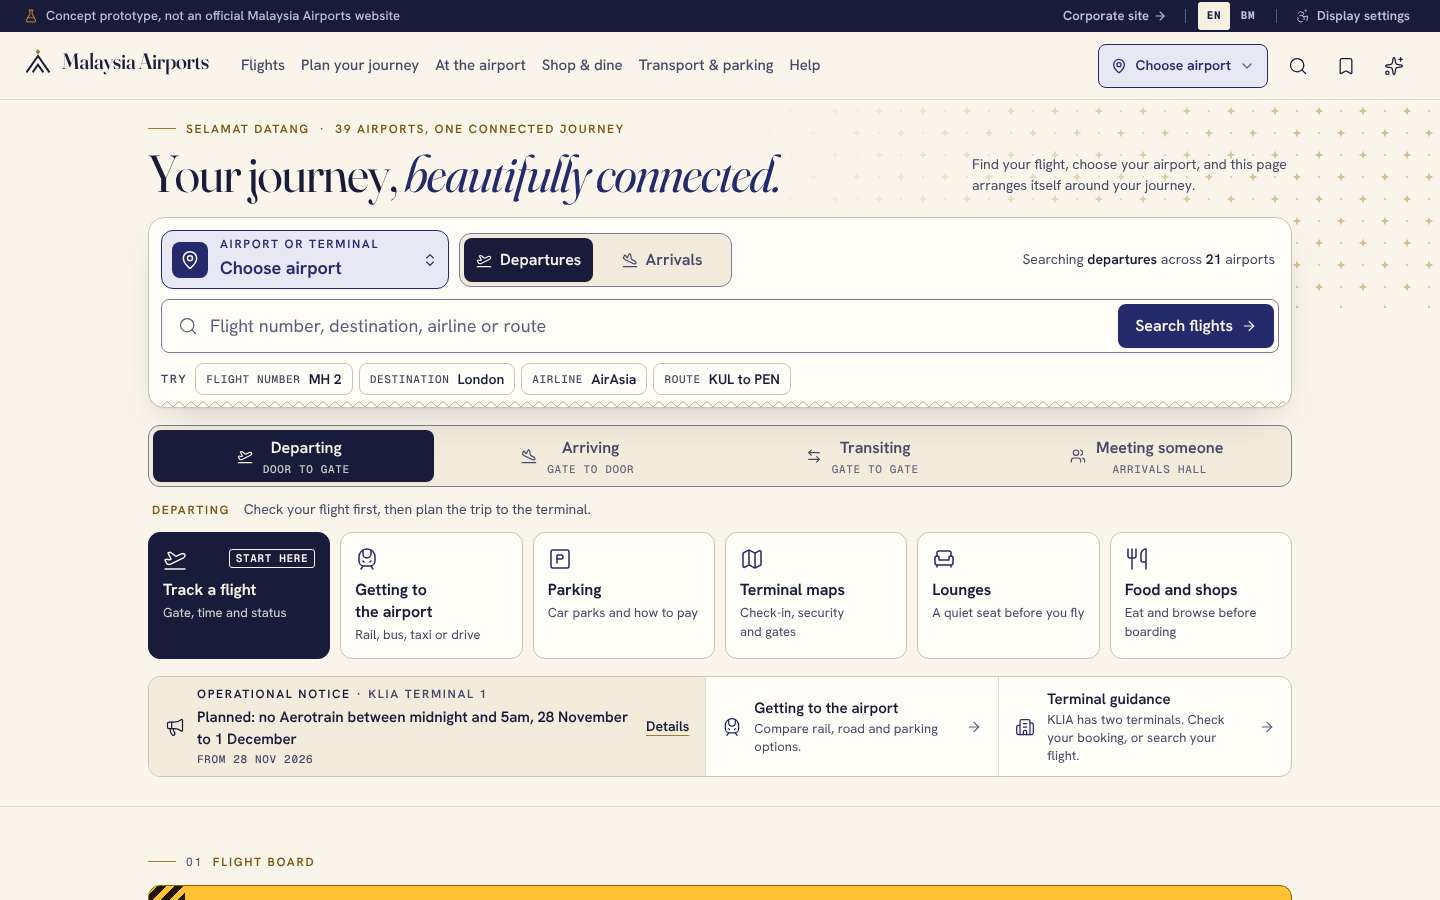 Concept prototype, not an official Malaysia Airports website
Corporate site
EN
BM
Display settings
Malaysia Airports
Flights
Plan your journey
At the airport
Shop & dine
Transport & parking
Help
Choose airport
SELAMAT DATANG · 39 AIRPORTS, ONE CONNECTED JOURNEY
Your journey, beautifully connected.
Find your flight, choose your airport, and this page
arranges itself around your journey.
AIRPORT OR TERMINAL
Choose airport
Departures
Arrivals
Searching departures across 21 airports
Flight number, destination, airline or route
Search flights
TRY
FLIGHT NUMBER MH 2
DESTINATION London
AIRLINE AirAsia
ROUTE KUL to PEN
Departing
DOOR TO GATE
Arriving
GATE TO DOOR
Transiting
GATE TO GATE
Meeting someone
ARRIVALS HALL
DEPARTING Check your flight first, then plan the trip to the terminal.
START HERE
Track a flight
Gate, time and status
Getting to
the airport
Rail, bus, taxi or drive
P
Parking
Car parks and how to pay
Terminal maps
Check-in, security
and gates
Lounges
A quiet seat before you fly
Food and shops
Eat and browse before
boarding
OPERATIONAL NOTICE · KLIA TERMINAL 1
Planned: no Aerotrain between midnight and 5am, 28 November
to 1 December
FROM 28 NOV 2026
Details
Getting to the airport
Compare rail, road and parking
options.
Terminal guidance
KLIA has two terminals. Check
your booking, or search your
flight.
01 FLIGHT BOARD